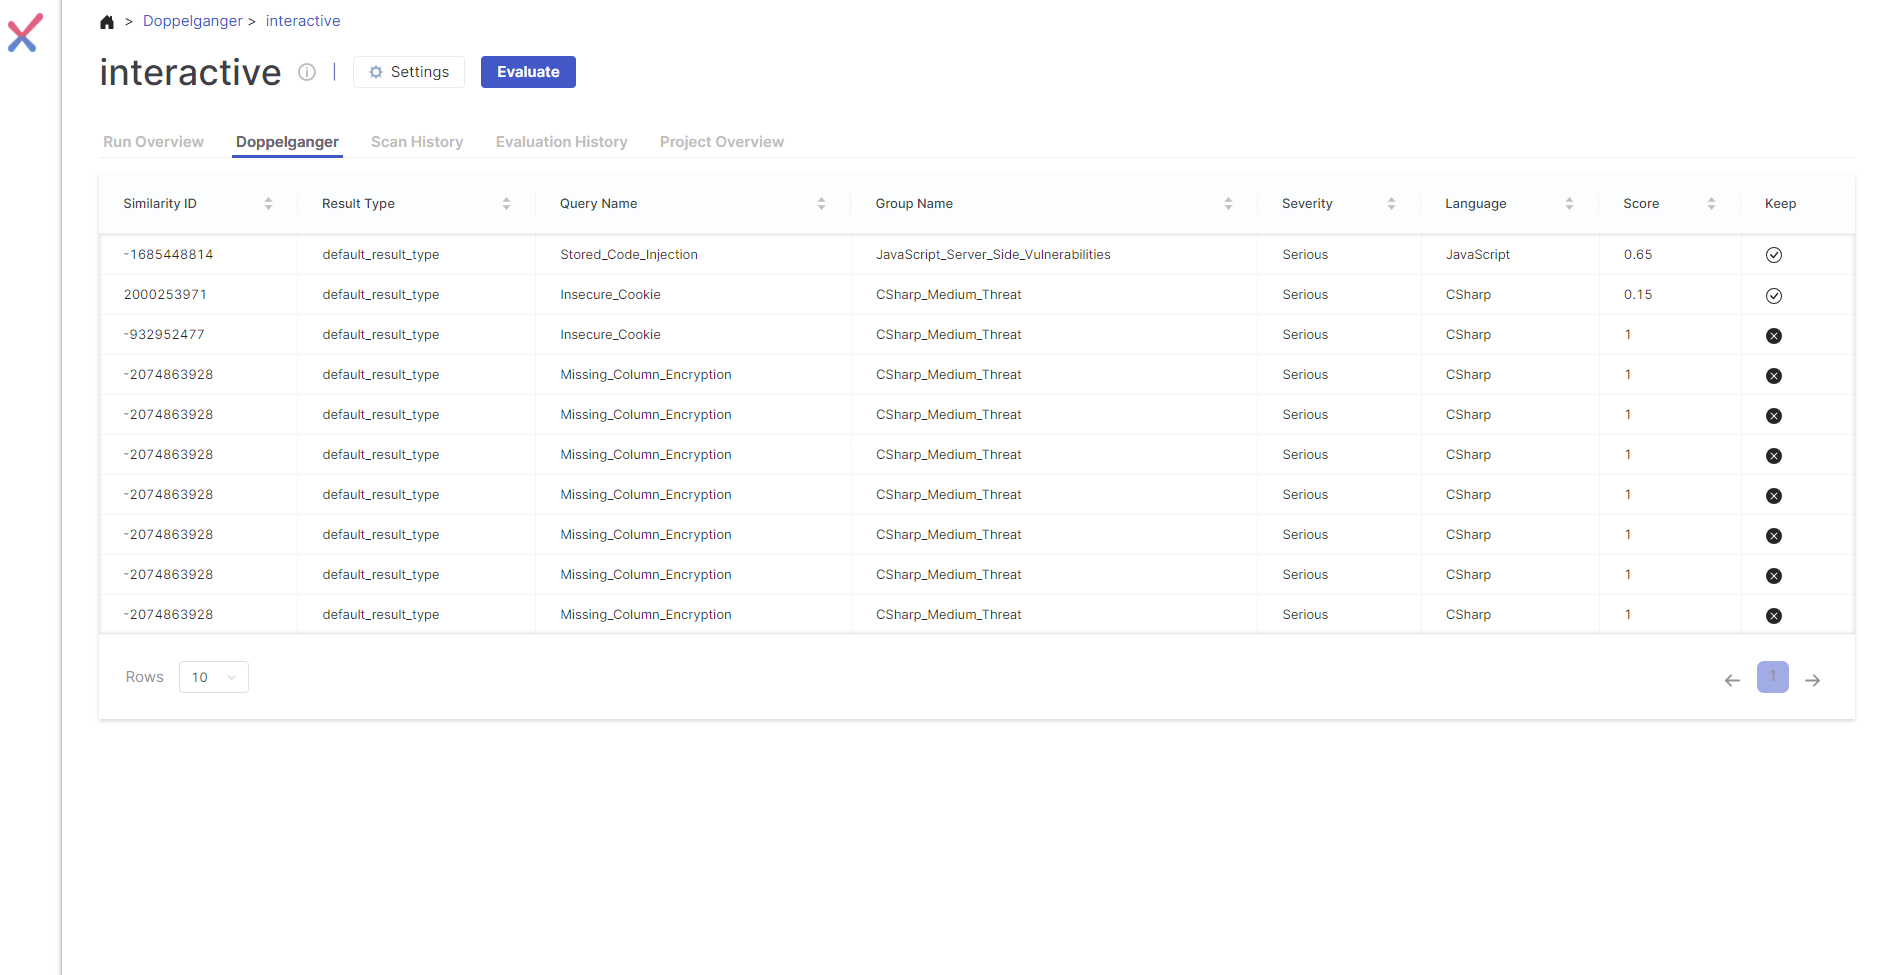 > Doppelganger > interactive
interactive Settings Evaluate
Run Overview Doppelganger Scan History Evaluation History Project Overview
Similarity ID Result Type Query Name Group Name Severity Language Score Keep
-1685448814 default_result_type Stored_Code_Injection JavaScript_Server_Side_Vulnerabilities Serious JavaScript 0.65
2000253971 default_result_type Insecure_Cookie CSharp_Medium_Threat Serious CSharp 0.15
-932952477 default_result_type Insecure_Cookie CSharp_Medium_Threat Serious CSharp 1
-2074863928 default_result_type Missing_Column_Encryption CSharp_Medium_Threat Serious CSharp 1
-2074863928 default_result_type Missing_Column_Encryption CSharp_Medium_Threat Serious CSharp 1
-2074863928 default_result_type Missing_Column_Encryption CSharp_Medium_Threat Serious CSharp 1
-2074863928 default_result_type Missing_Column_Encryption CSharp_Medium_Threat Serious CSharp 1
-2074863928 default_result_type Missing_Column_Encryption CSharp_Medium_Threat Serious CSharp 1
-2074863928 default_result_type Missing_Column_Encryption CSharp_Medium_Threat Serious CSharp 1
-2074863928 default_result_type Missing_Column_Encryption CSharp_Medium_Threat Serious CSharp 1
Rows 10 1